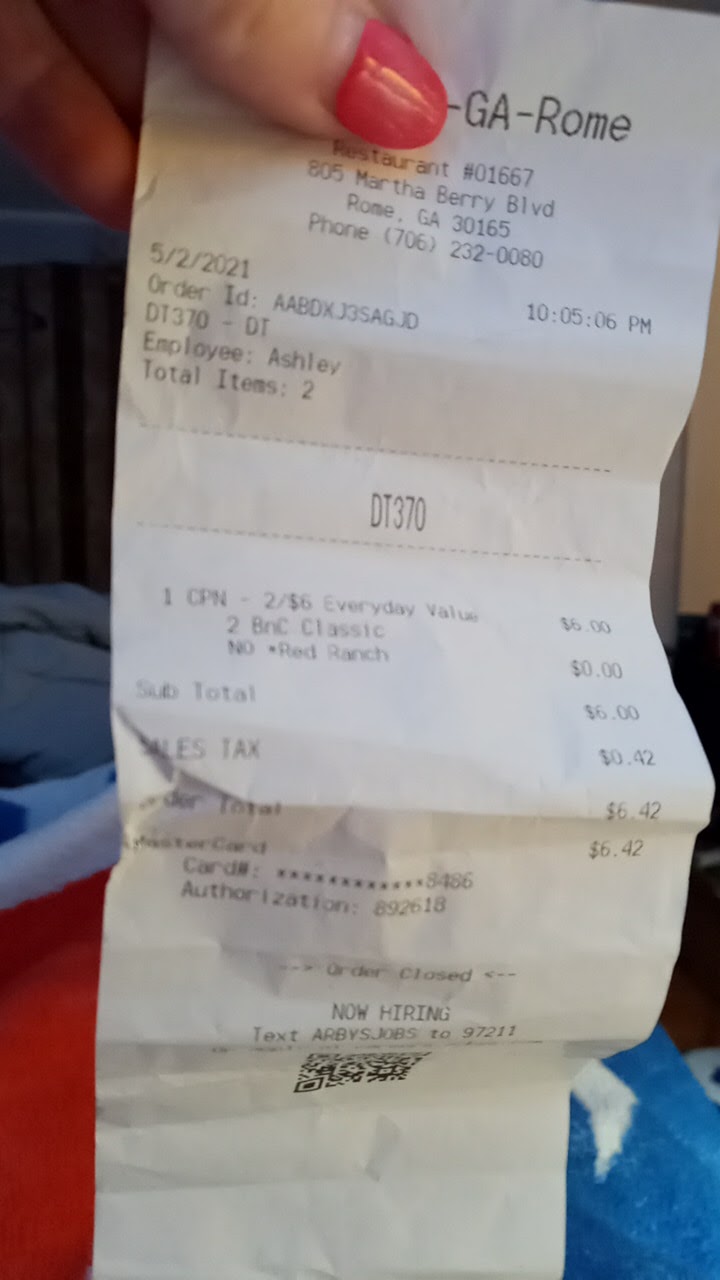 -GA-Rome
Restaurant #01667
805 Martha Berry Blvd
Rome, GA 30165
Phone (706) 232-0080
5/2/2021 10:05:06 PM
Order Id: AABDXJ3SAGJD
DT370 - DT
Employee: Ashley
Total Items: 2
DT370
1 CPN - 2/$6 Everyday Value $6.00
2 BnC Classic
NO *Red Ranch $0.00
Sub Total $6.00
SALES TAX $0.42
Order Total $6.42
MasterCard $6.42
Card#: ************8486
Authorization: 892618
--> Order Closed <--
NOW HIRING
Text ARBYSJOBS to 97211